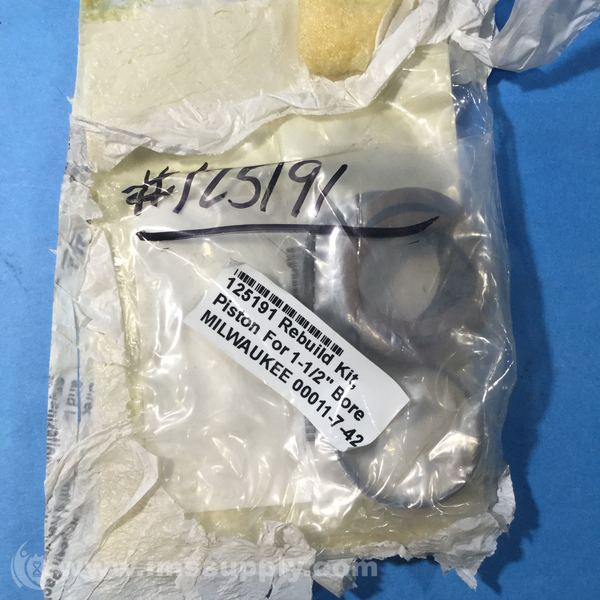 #125191
125191 Rebuild Kit,
Piston For 1-1/2" Bore
MILWAUKEE 00011-7-42
www.imssupply.com